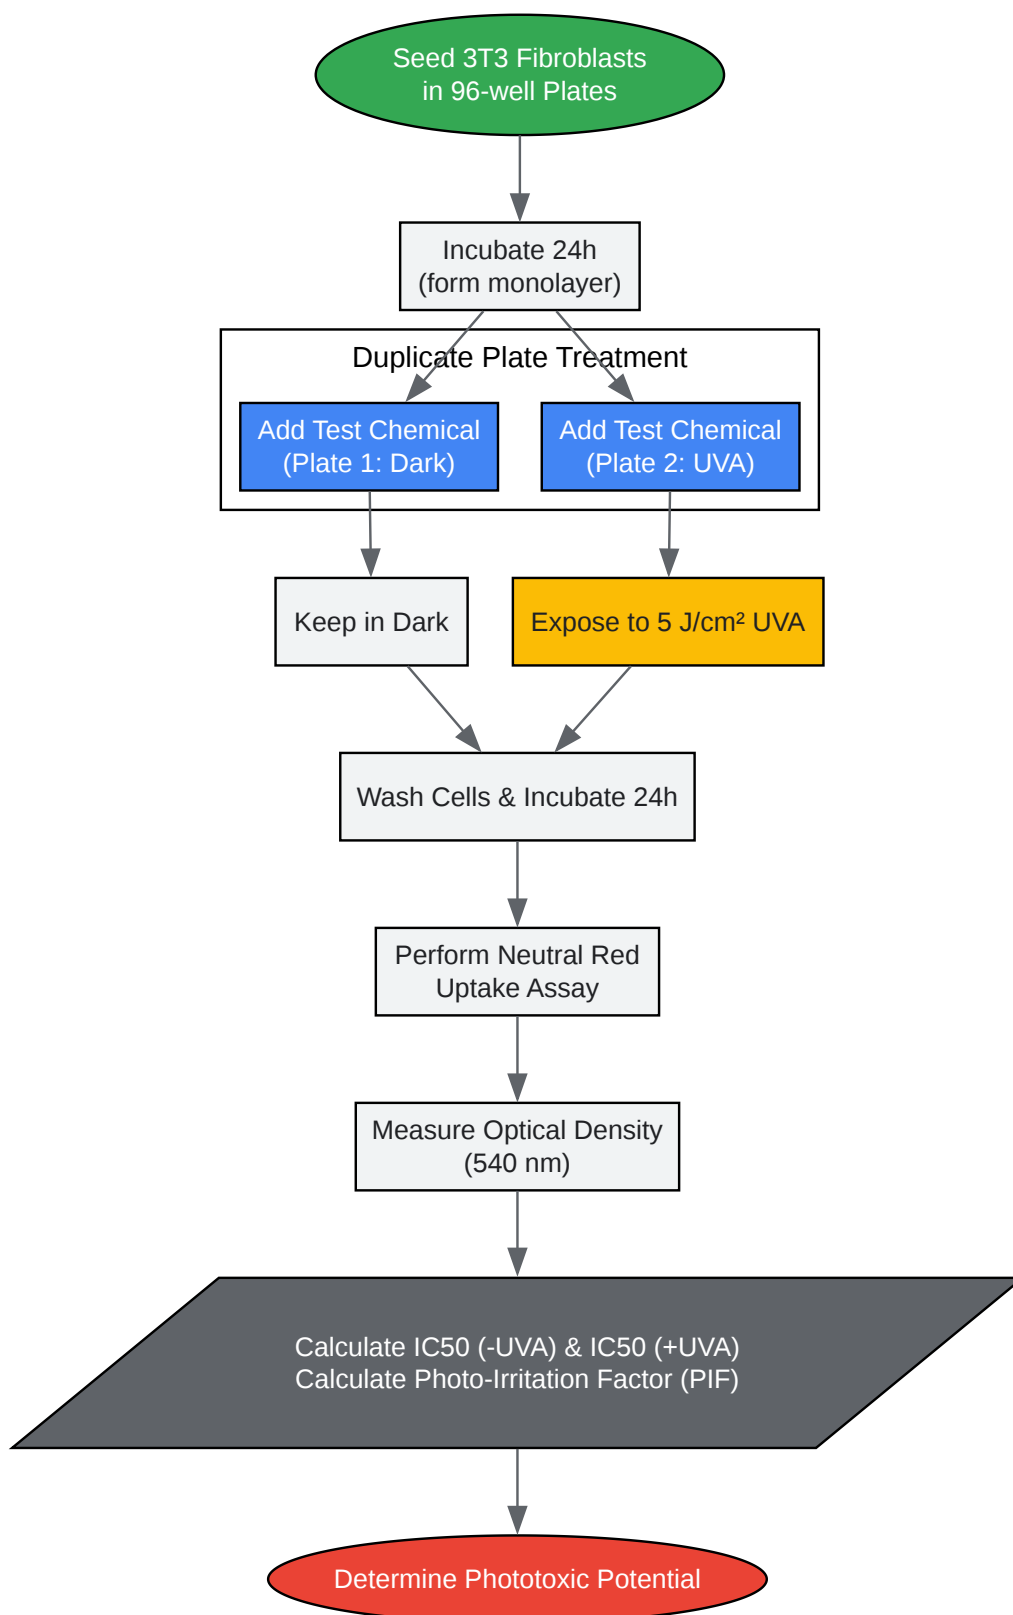 Seed 3T3 Fibroblasts
in 96-well Plates
Incubate 24h
(form monolayer)
Duplicate Plate Treatment
Add Test Chemical
(Plate 1: Dark)
Add Test Chemical
(Plate 2: UVA)
Keep in Dark
Expose to 5 J/cm² UVA
Wash Cells & Incubate 24h
Perform Neutral Red
Uptake Assay
Measure Optical Density
(540 nm)
Calculate IC50 (-UVA) & IC50 (+UVA)
Calculate Photo-Irritation Factor (PIF)
Determine Phototoxic Potential